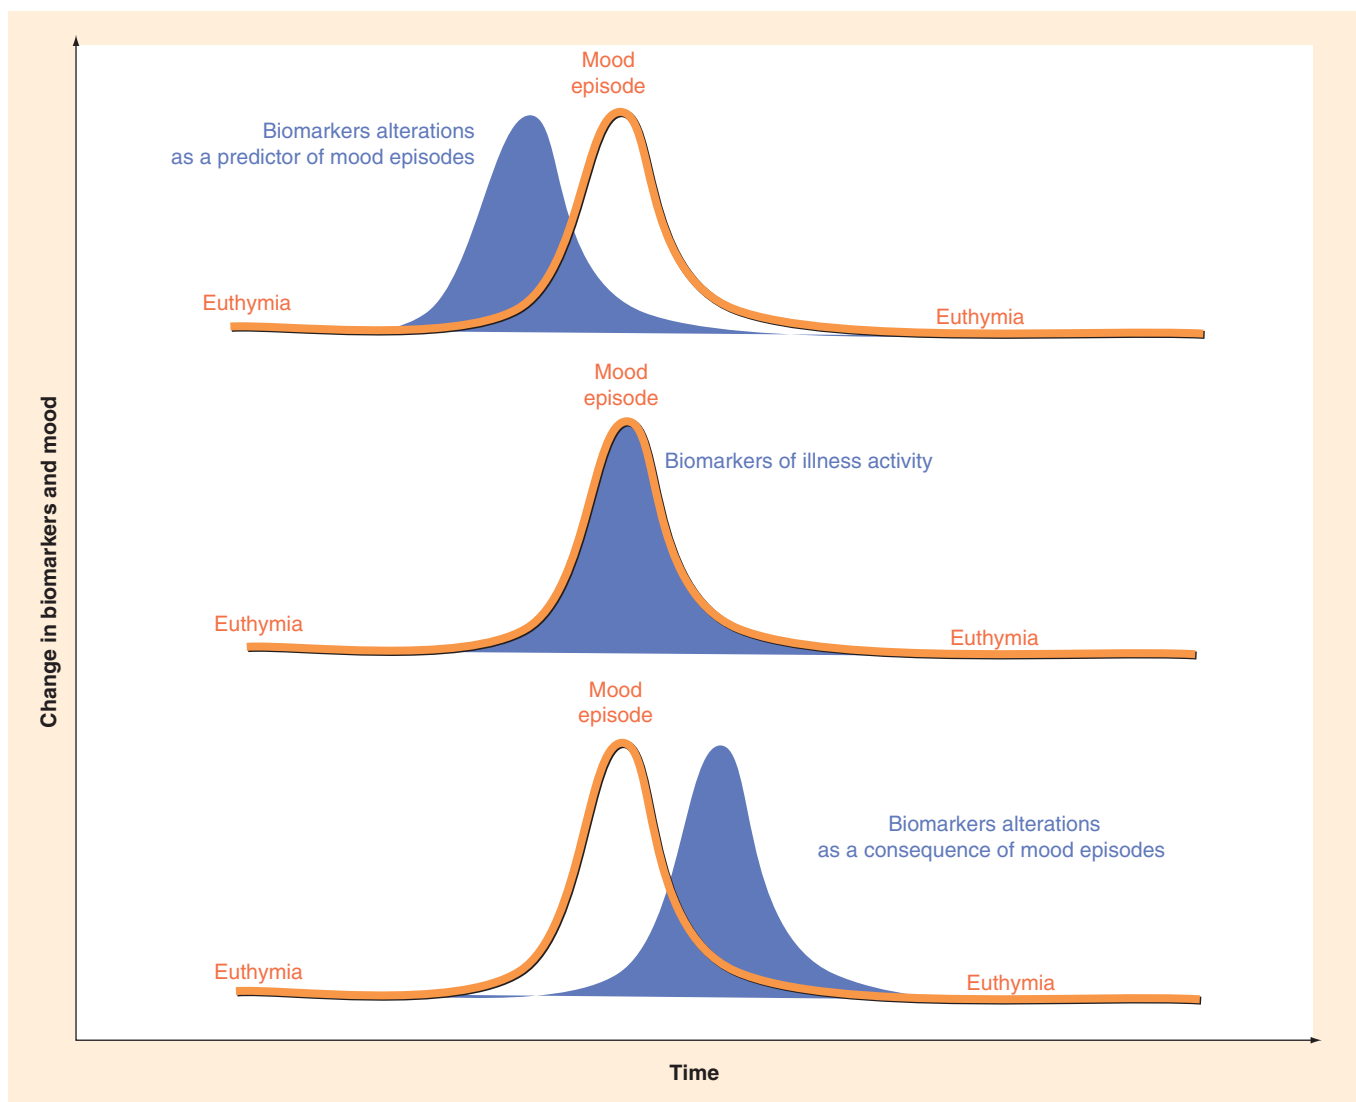 Mood
episode
Biomarkers alterations
as a predictor of mood episodes
Euthymia
Euthymia
Mood
episode
Biomarkers of illness activity
Euthymia
Euthymia
Mood
episode
Biomarkers alterations
as a consequence of mood episodes
Euthymia
Euthymia
Change in biomarkers and mood
Time